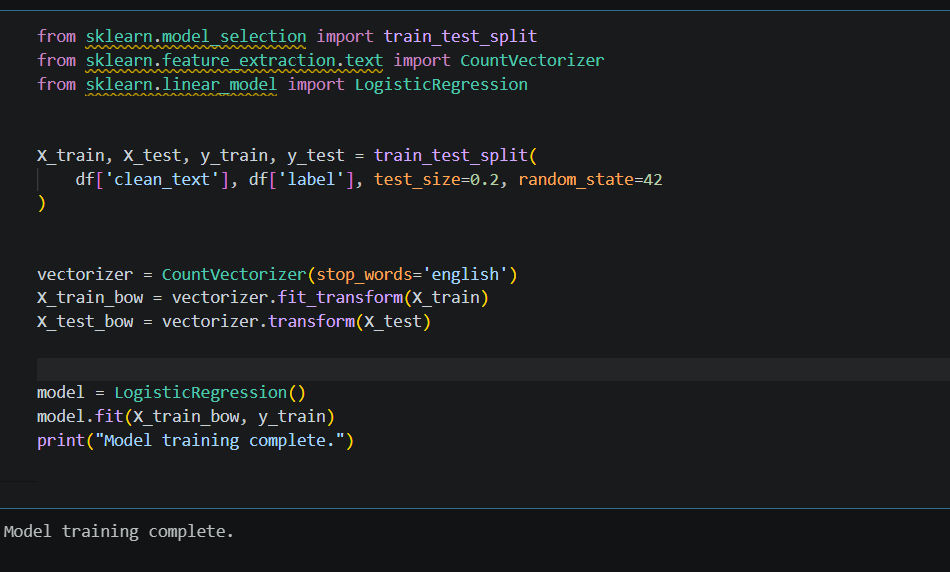 from sklearn.model_selection import train_test_split
from sklearn.feature_extraction.text import CountVectorizer
from sklearn.linear_model import LogisticRegression
X_train, X_test, y_train, y_test = train_test_split(
    df['clean_text'], df['label'], test_size=0.2, random_state=42
)
vectorizer = CountVectorizer(stop_words='english')
X_train_bow = vectorizer.fit_transform(X_train)
X_test_bow = vectorizer.transform(X_test)
model = LogisticRegression()
model.fit(X_train_bow, y_train)
print("Model training complete.")
Model training complete.